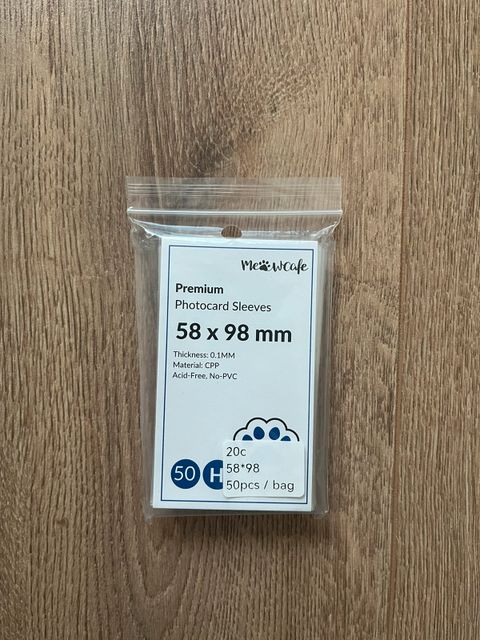 MeowCafe
Premium
Photocard Sleeves
58 x 98 mm
Thickness: 0.1MM
Material: CPP
Acid-Free, No-PVC
50 H
20c
58*98
50pcs / bag